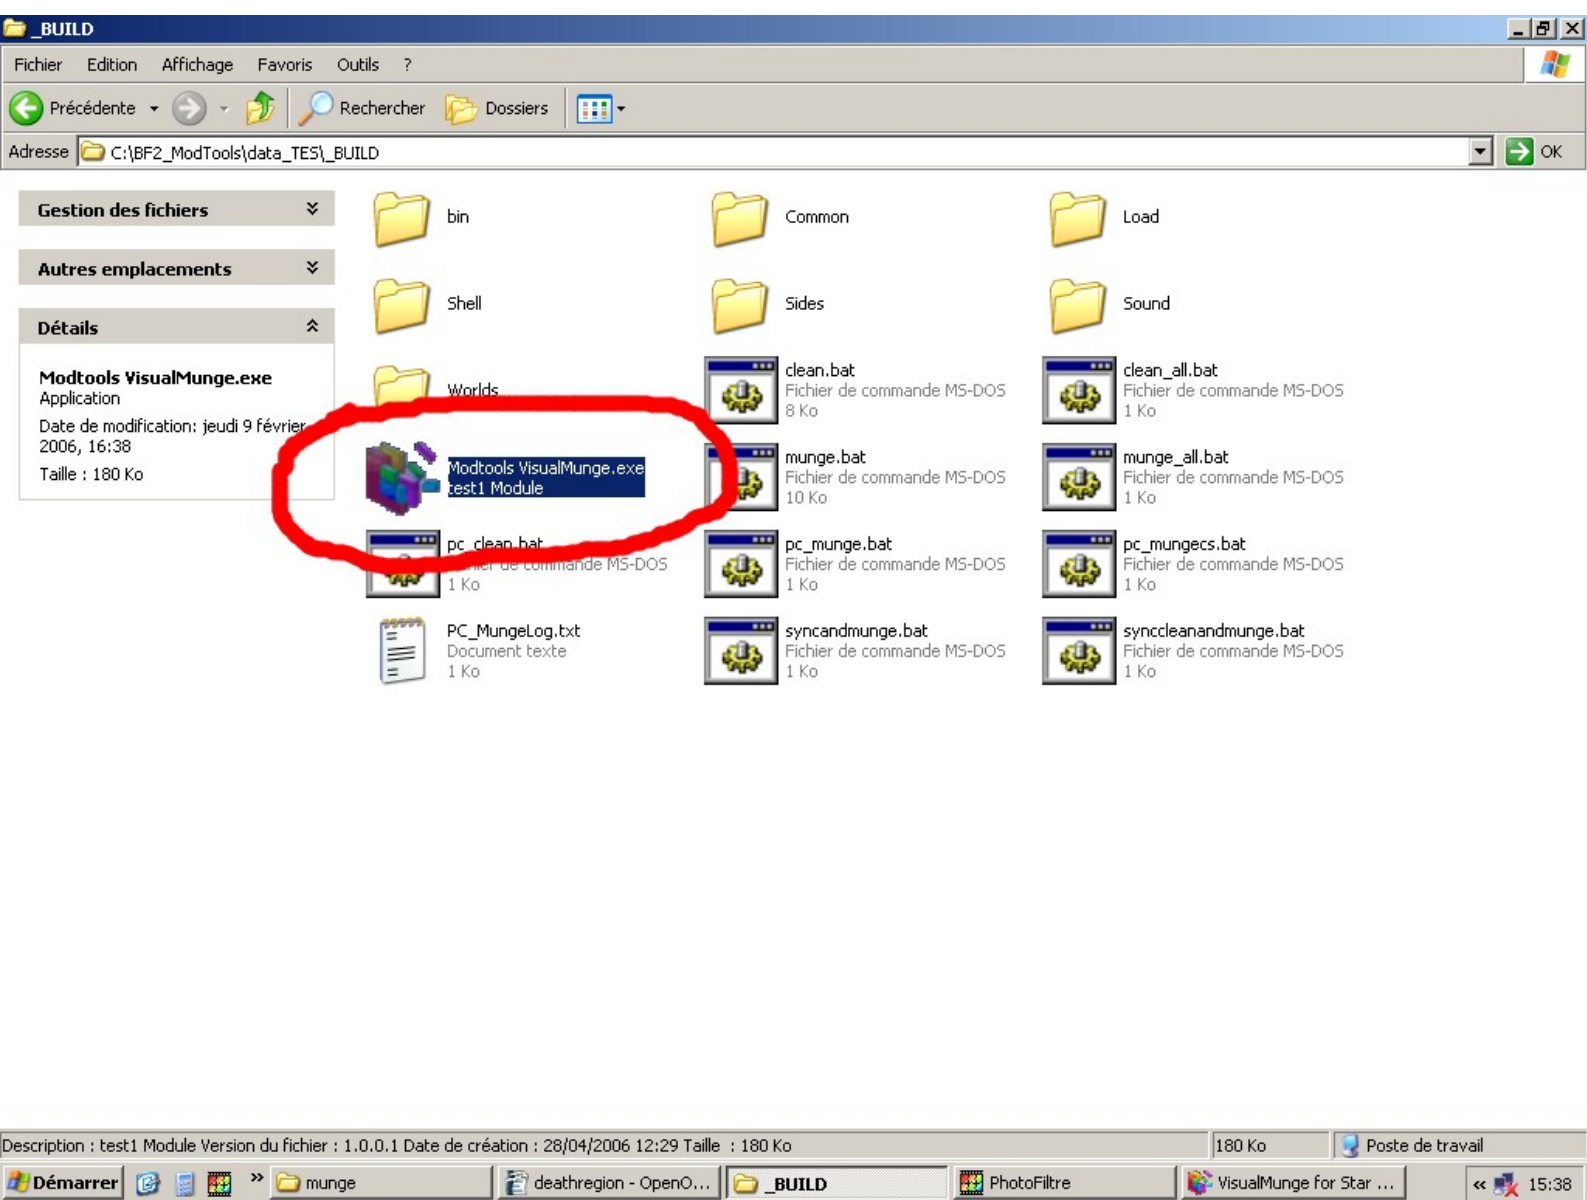 _BUILD
Fichier Edition Affichage Favoris Outils ?
Précédente Rechercher Dossiers
Adresse C:\BF2_ModTools\data_TES\_BUILD OK
Gestion des fichiers
Autres emplacements
Détails
Modtools VisualMunge.exe
Application
Date de modification: jeudi 9 février
2006, 16:38
Taille : 180 Ko
bin
Common
Load
Shell
Sides
Sound
Worlds
clean.bat
Fichier de commande MS-DOS
8 Ko
clean_all.bat
Fichier de commande MS-DOS
1 Ko
Modtools VisualMunge.exe
test1 Module
munge.bat
Fichier de commande MS-DOS
10 Ko
munge_all.bat
Fichier de commande MS-DOS
1 Ko
pc_clean.bat
Fichier de commande MS-DOS
1 Ko
pc_munge.bat
Fichier de commande MS-DOS
1 Ko
pc_mungecs.bat
Fichier de commande MS-DOS
1 Ko
PC_MungeLog.txt
Document texte
1 Ko
syncandmunge.bat
Fichier de commande MS-DOS
1 Ko
synccleanandmunge.bat
Fichier de commande MS-DOS
1 Ko
Description : test1 Module Version du fichier : 1.0.0.1 Date de création : 28/04/2006 12:29 Taille : 180 Ko 180 Ko Poste de travail
Démarrer » munge deathregion - OpenO... _BUILD PhotoFiltre VisualMunge for Star ... « 15:38